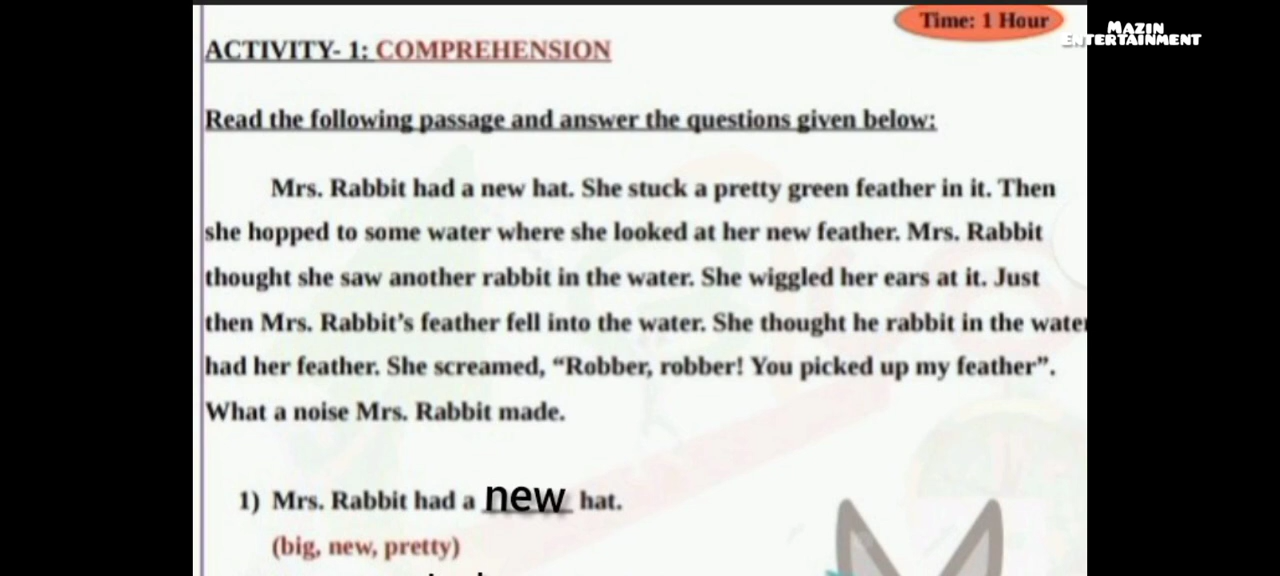 Time: 1 Hour
MAZIN
ENTERTAINMENT
ACTIVITY- 1: COMPREHENSION
Read the following passage and answer the questions given below:
Mrs. Rabbit had a new hat. She stuck a pretty green feather in it. Then
she hopped to some water where she looked at her new feather. Mrs. Rabbit
thought she saw another rabbit in the water. She wiggled her ears at it. Just
then Mrs. Rabbit's feather fell into the water. She thought he rabbit in the water
had her feather. She screamed, “Robber, robber! You picked up my feather”.
What a noise Mrs. Rabbit made.
1) Mrs. Rabbit had a new hat.
(big, new, pretty)